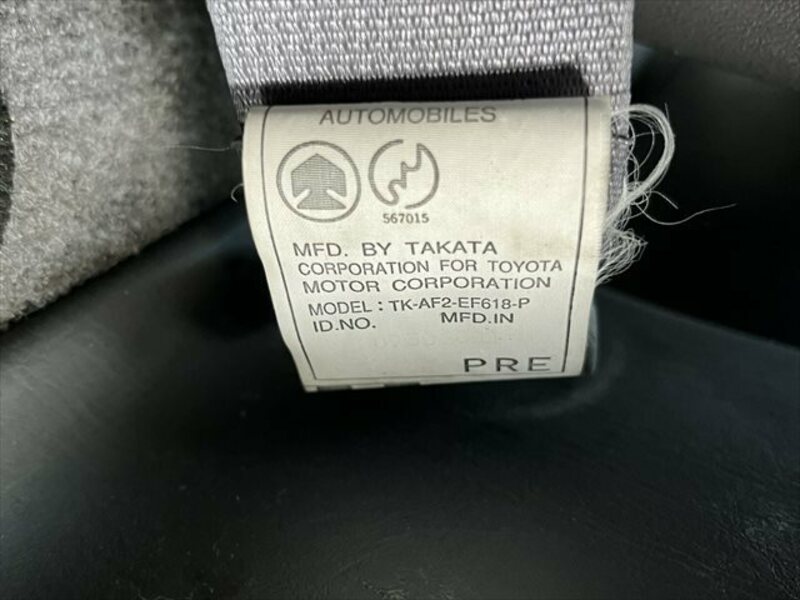 AUTOMOBILES
567015
MFD. BY TAKATA
CORPORATION FOR TOYOTA
MOTOR CORPORATION
MODEL : TK-AF2-EF618-P
ID.NO. MFD.IN
PRE